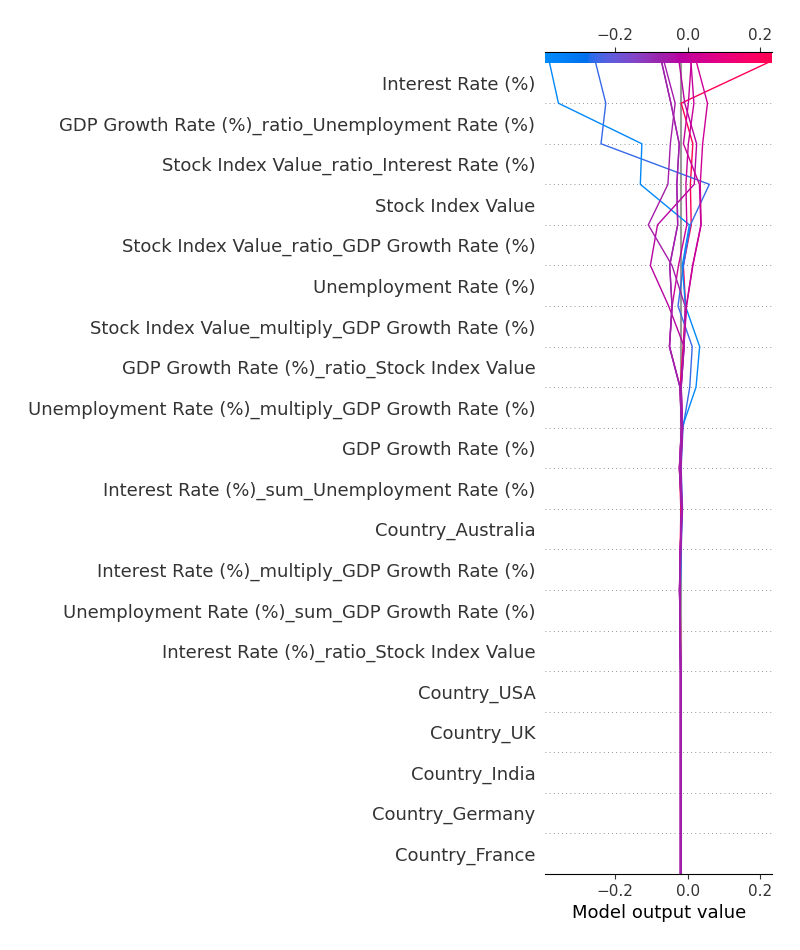 −0.2 0.0 0.2
Interest Rate (%)
GDP Growth Rate (%)_ratio_Unemployment Rate (%)
Stock Index Value_ratio_Interest Rate (%)
Stock Index Value
Stock Index Value_ratio_GDP Growth Rate (%)
Unemployment Rate (%)
Stock Index Value_multiply_GDP Growth Rate (%)
GDP Growth Rate (%)_ratio_Stock Index Value
Unemployment Rate (%)_multiply_GDP Growth Rate (%)
GDP Growth Rate (%)
Interest Rate (%)_sum_Unemployment Rate (%)
Country_Australia
Interest Rate (%)_multiply_GDP Growth Rate (%)
Unemployment Rate (%)_sum_GDP Growth Rate (%)
Interest Rate (%)_ratio_Stock Index Value
Country_USA
Country_UK
Country_India
Country_Germany
Country_France
−0.2 0.0 0.2
Model output value